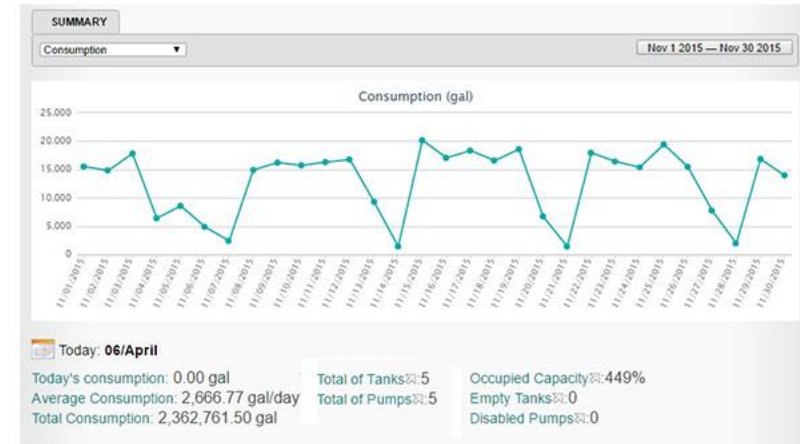 SUMMARY
Consumption ▼
Nov 1 2015 — Nov 30 2015
Consumption (gal)
25.000
20.000
15.000
10.000
5.000
0
11/01/2015
11/02/2015
11/03/2015
11/04/2015
11/05/2015
11/06/2015
11/07/2015
11/08/2015
11/09/2015
11/10/2015
11/11/2015
11/12/2015
11/13/2015
11/14/2015
11/15/2015
11/16/2015
11/17/2015
11/18/2015
11/19/2015
11/20/2015
11/21/2015
11/22/2015
11/23/2015
11/24/2015
11/25/2015
11/26/2015
11/27/2015
11/28/2015
11/29/2015
11/30/2015
Today: 06/April
Today's consumption: 0.00 gal
Average Consumption: 2,666.77 gal/day
Total Consumption: 2,362,761.50 gal
Total of Tanks:5
Total of Pumps:5
Occupied Capacity:449%
Empty Tanks:0
Disabled Pumps:0